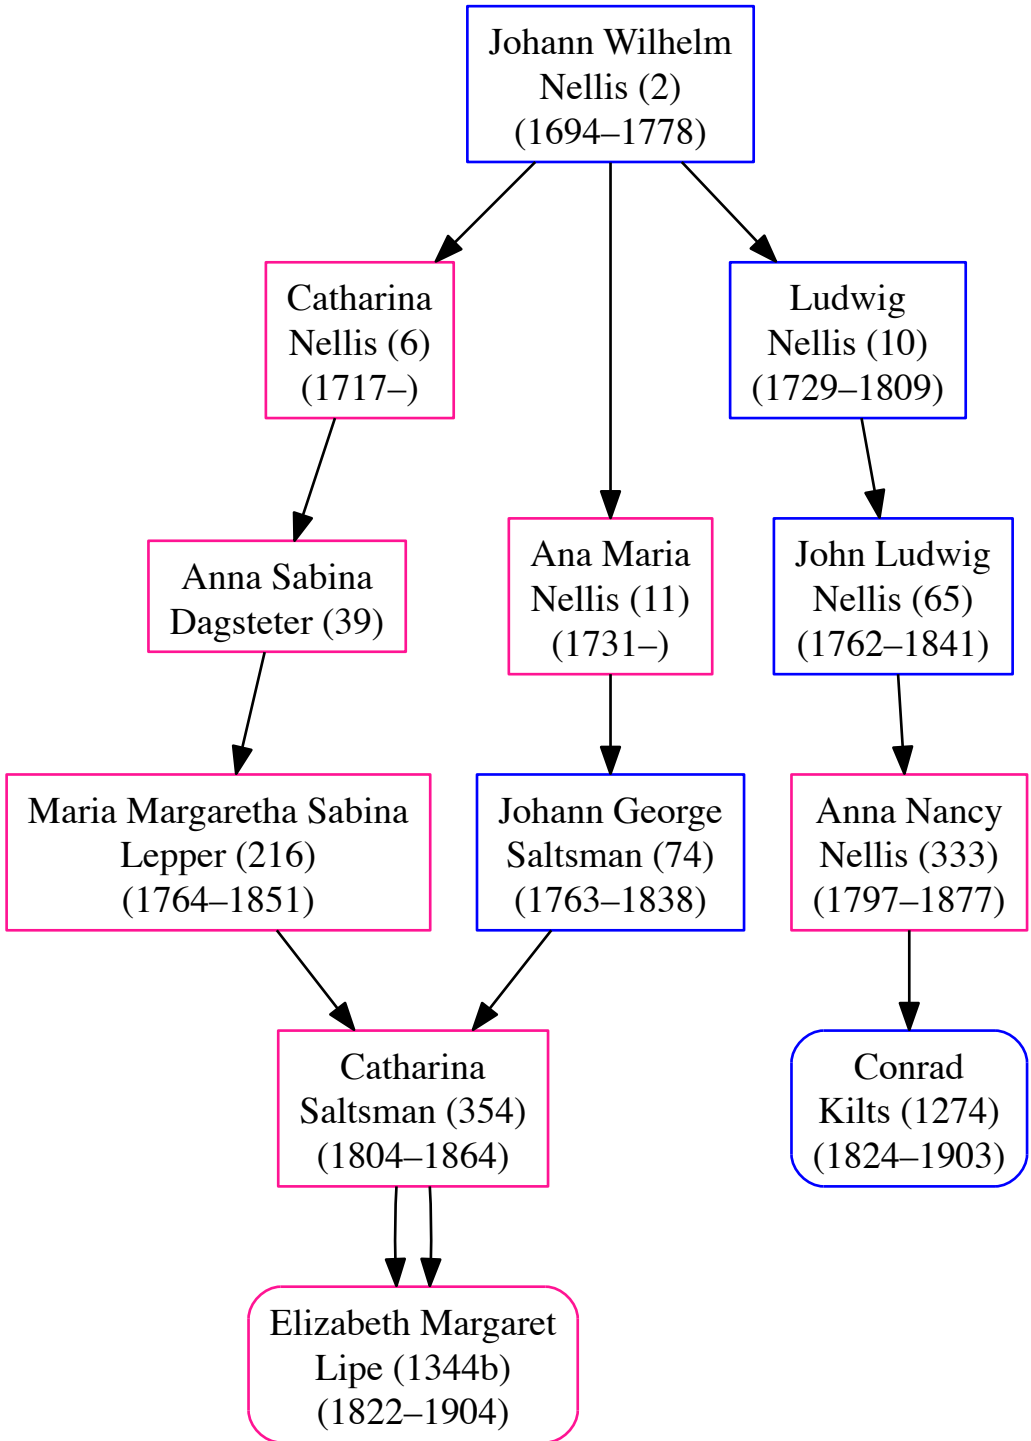 Johann Wilhelm
Nellis (2)
(1694–1778)
Catharina
Nellis (6)
(1717–)
Ludwig
Nellis (10)
(1729–1809)
Anna Sabina
Dagsteter (39)
Ana Maria
Nellis (11)
(1731–)
John Ludwig
Nellis (65)
(1762–1841)
Maria Margaretha Sabina
Lepper (216)
(1764–1851)
Johann George
Saltsman (74)
(1763–1838)
Anna Nancy
Nellis (333)
(1797–1877)
Catharina
Saltsman (354)
(1804–1864)
Conrad
Kilts (1274)
(1824–1903)
Elizabeth Margaret
Lipe (1344b)
(1822–1904)